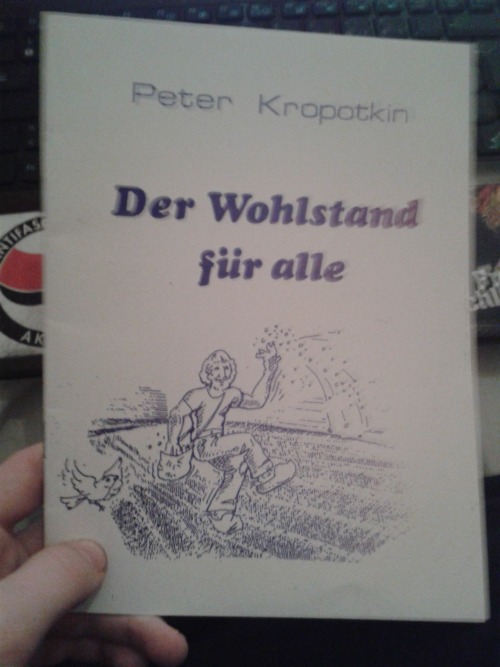 Peter Kropotkin
Der Wohlstand
für alle